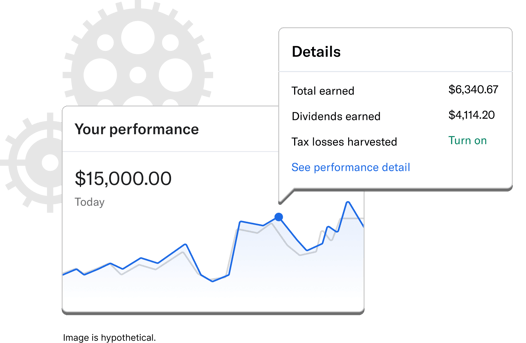 Details
Total earned $6,340.67
Dividends earned $4,114.20
Tax losses harvested Turn on
See performance detail
Your performance
$15,000.00
Today
Image is hypothetical.